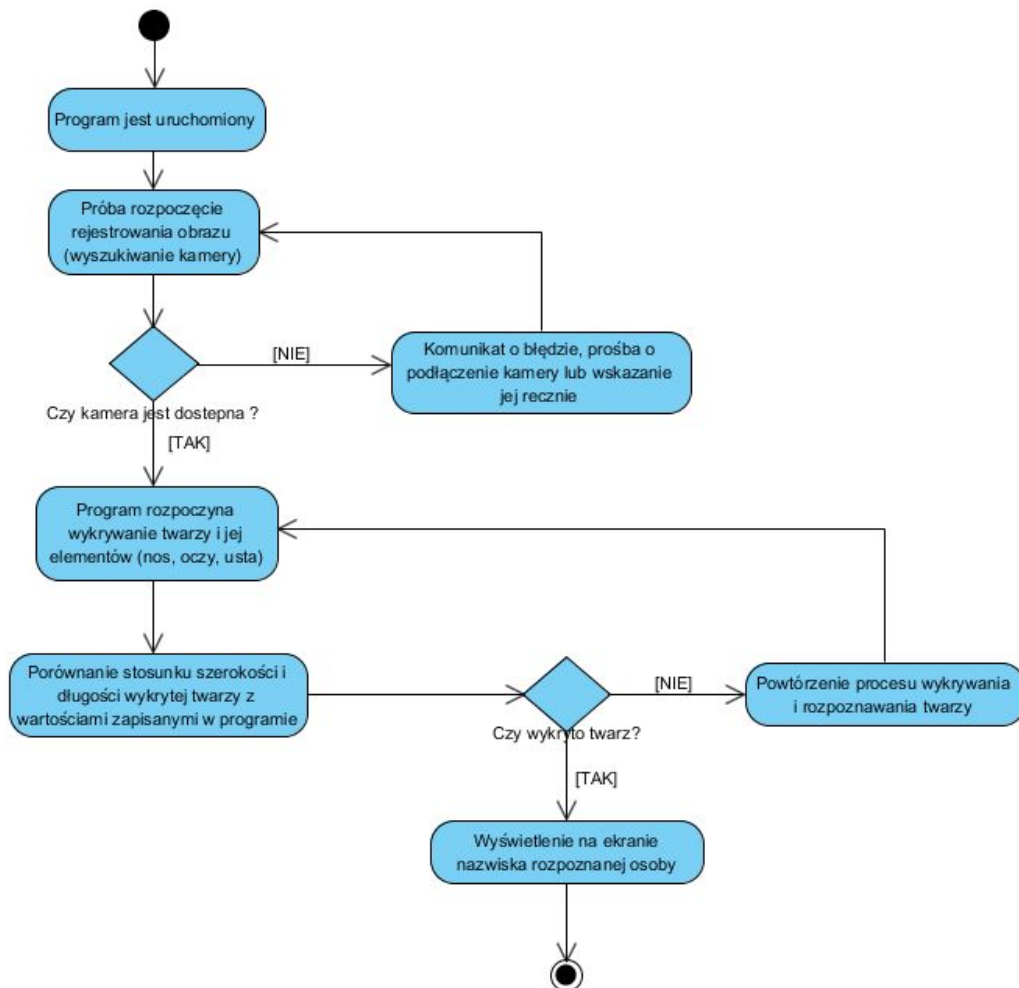 Program jest uruchomiony
Próba rozpoczęcie
rejestrowania obrazu
(wyszukiwanie kamery)
[NIE]
Komunikat o błędzie, prośba o
podłączenie kamery lub wskazanie
jej recznie
Czy kamera jest dostepna ?
[TAK]
Program rozpoczyna
wykrywanie twarzy i jej
elementów (nos, oczy, usta)
Porównanie stosunku szerokości i
długości wykrytej twarzy z
wartościami zapisanymi w programie
[NIE]
Powtórzenie procesu wykrywania
i rozpoznawania twarzy
Czy wykryto twarz?
[TAK]
Wyświetlenie na ekranie
nazwiska rozpoznanej osoby